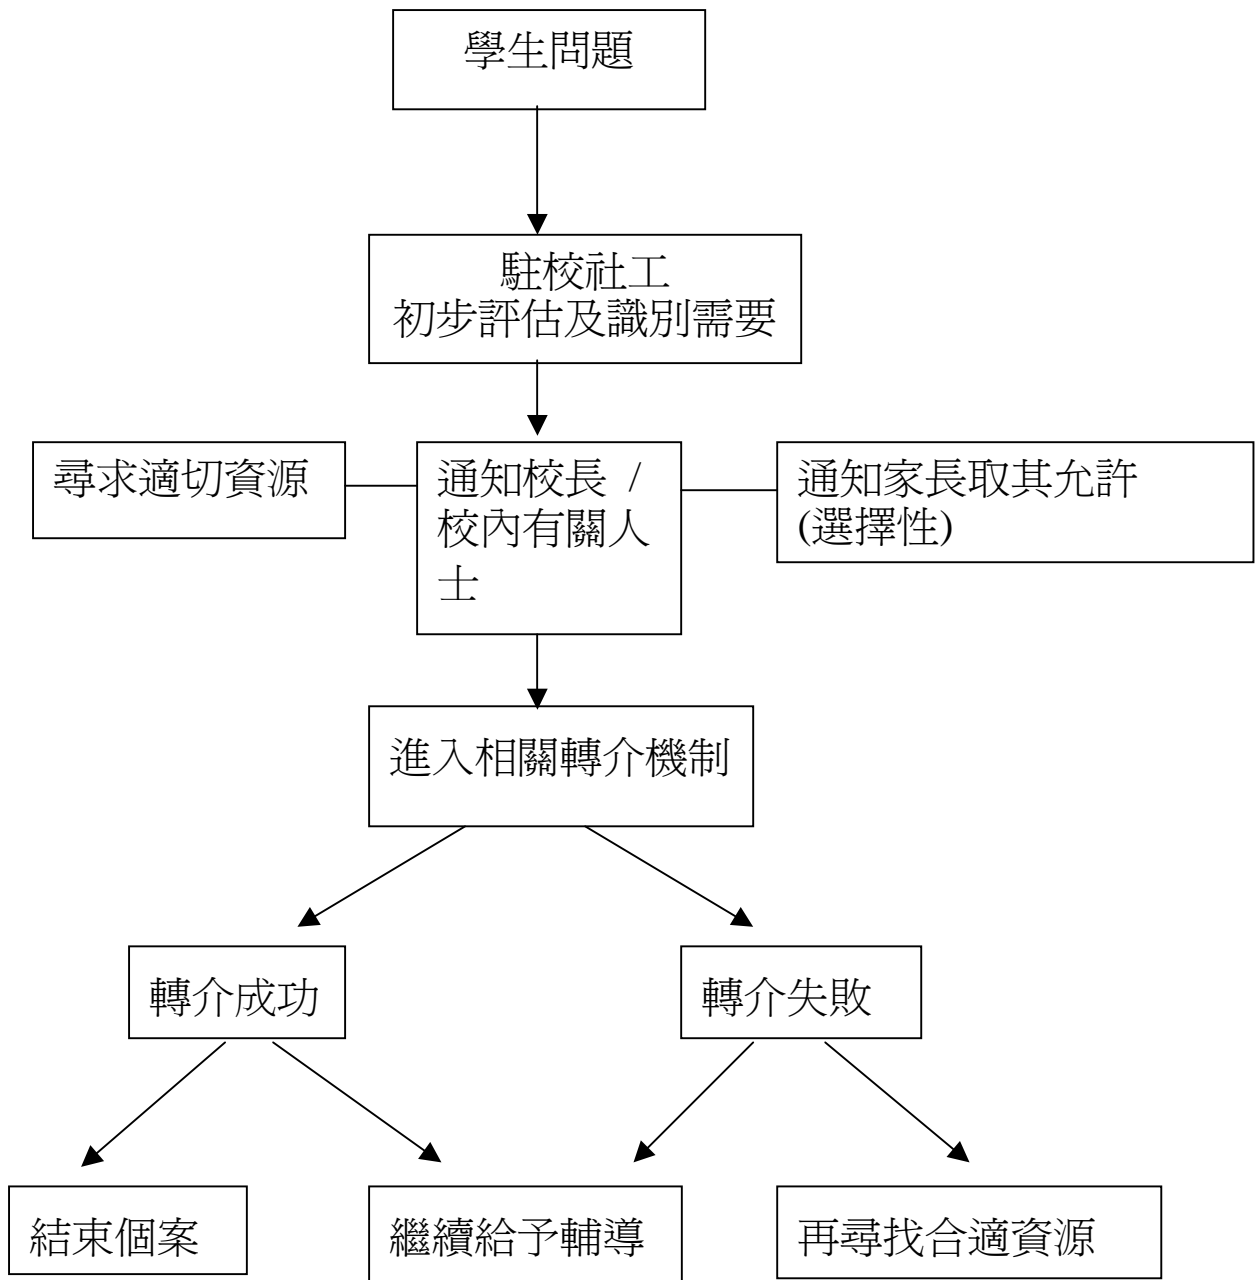 學生問題
駐校社工
初步評估及識別需要
尋求適切資源
通知校長 /
校內有關人
士
通知家長取其允許
(選擇性)
進入相關轉介機制
轉介成功
轉介失敗
結束個案
繼續給予輔導
再尋找合適資源